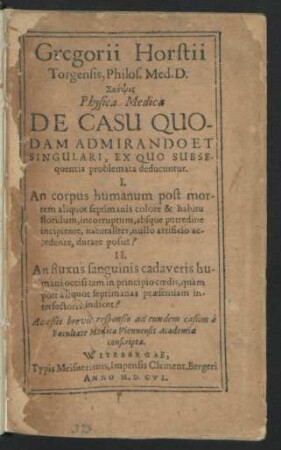 Gregorii Horstii
Torgensis, Philos. Med. D.
Σκέψις
Physica Medica
DE CASU QUO-
DAM ADMIRANDO ET
SINGULARI, EX QUO SUBSE-
quentia problemata deducuntur.
I.
An corpus humanum post mor-
tem aliquot septimanis colore & habitu
floridum, incorruptum, absque putredine
incipiente, naturaliter, nullo artificio ac-
cedente, durare possit?
II.
An fluxus sanguinis cadaveris hu-
mani occisi tam in principio cædis, quàm
post aliquot septimanas præsentiam in-
terfectoris indicet?
Accessit brevis responsio ad eundem casum à
Facultate Medica Viennensis Academiæ
conscripta.
WITEBERGAE,
Typis Meisnerianis, Impensis Clement. Bergeri
ANNO M. DC VI.